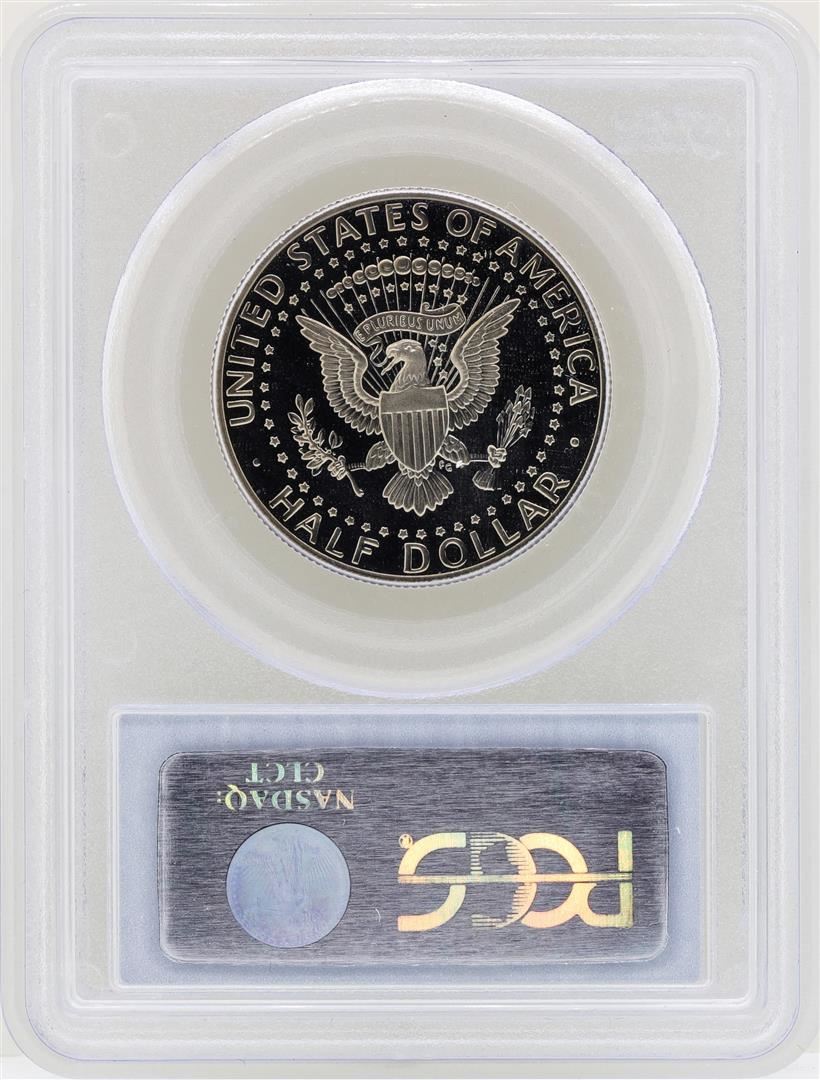 UNITED STATES OF AMERICA
E PLURIBUS UNUM
FG
HALF DOLLAR
PCGS®
NASDAQ:
CLCT